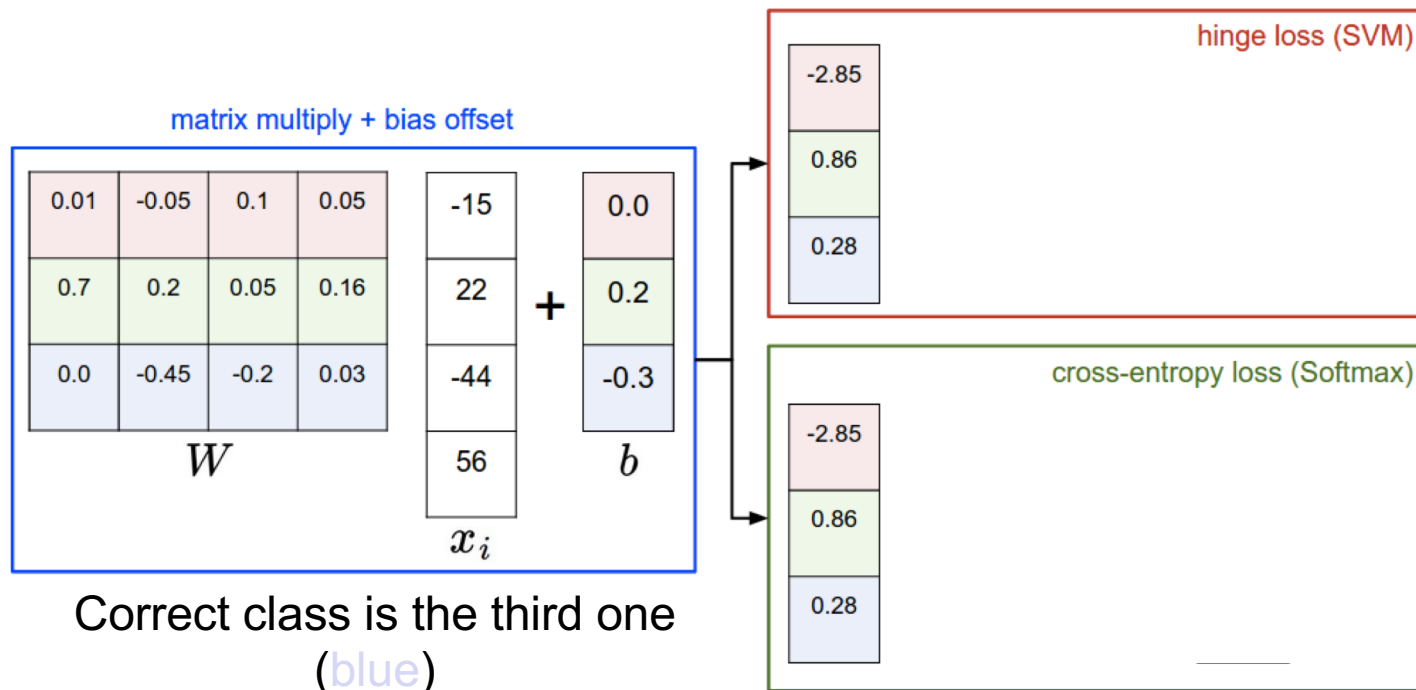 matrix multiply + bias offset
0.01 -0.05 0.1 0.05
0.7 0.2 0.05 0.16
0.0 -0.45 -0.2 0.03
W
-15
22
-44
56
x_i
+
0.0
0.2
-0.3
b
hinge loss (SVM)
-2.85
0.86
0.28
cross-entropy loss (Softmax)
-2.85
0.86
0.28
Correct class is the third one
(blue)